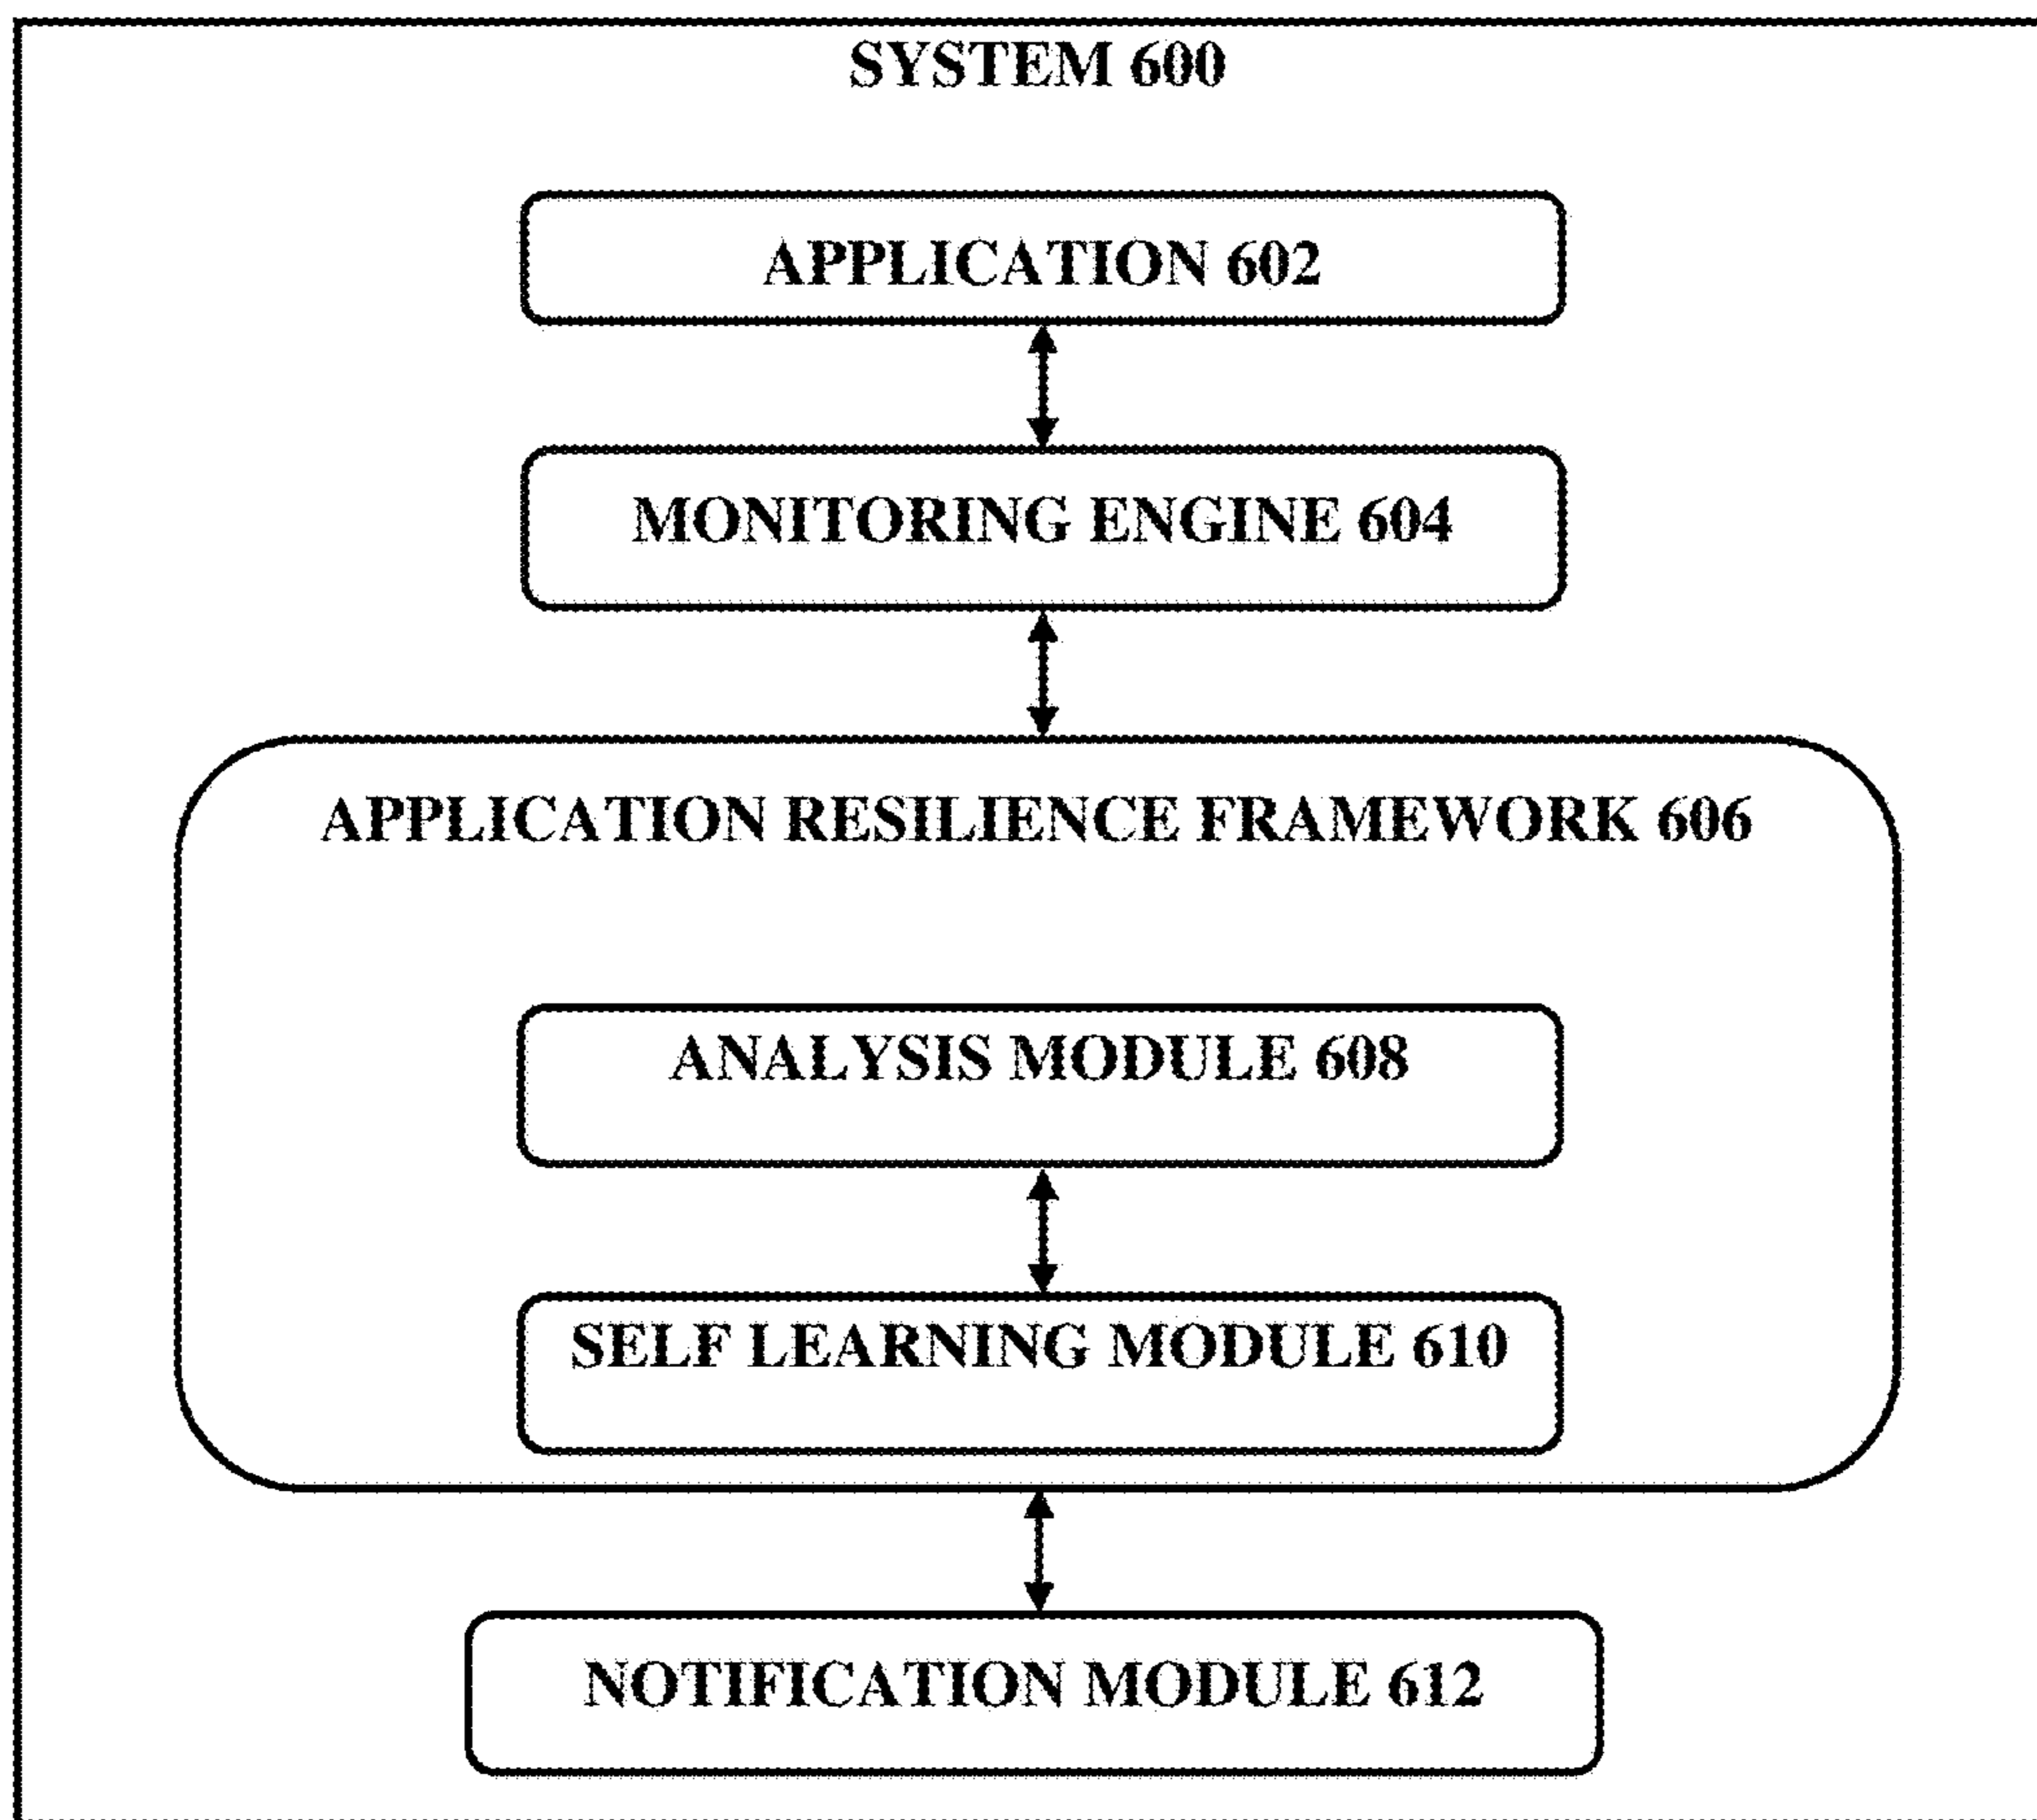 SYSTEM 600
APPLICATION 602
MONITORING ENGINE 604
APPLICATION RESILIENCE FRAMEWORK 606
ANALYSIS MODULE 608
SELF LEARNING MODULE 610
NOTIFICATION MODULE 612